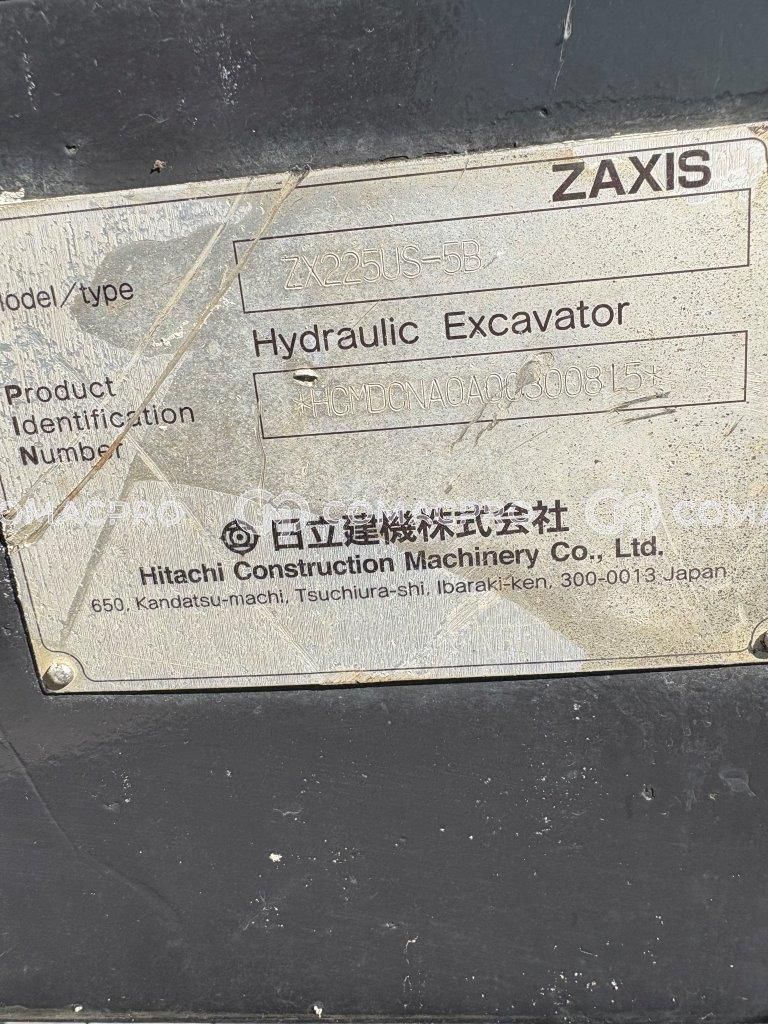 ZAXIS
odel/type
ZX225US-5B
Hydraulic Excavator
Product
Identification
Number
日立建機株式会社
Hitachi Construction Machinery Co., Ltd.
650, Kandatsu-machi, Tsuchiura-shi, Ibaraki-ken, 300-0013 Japan
COMACPRO